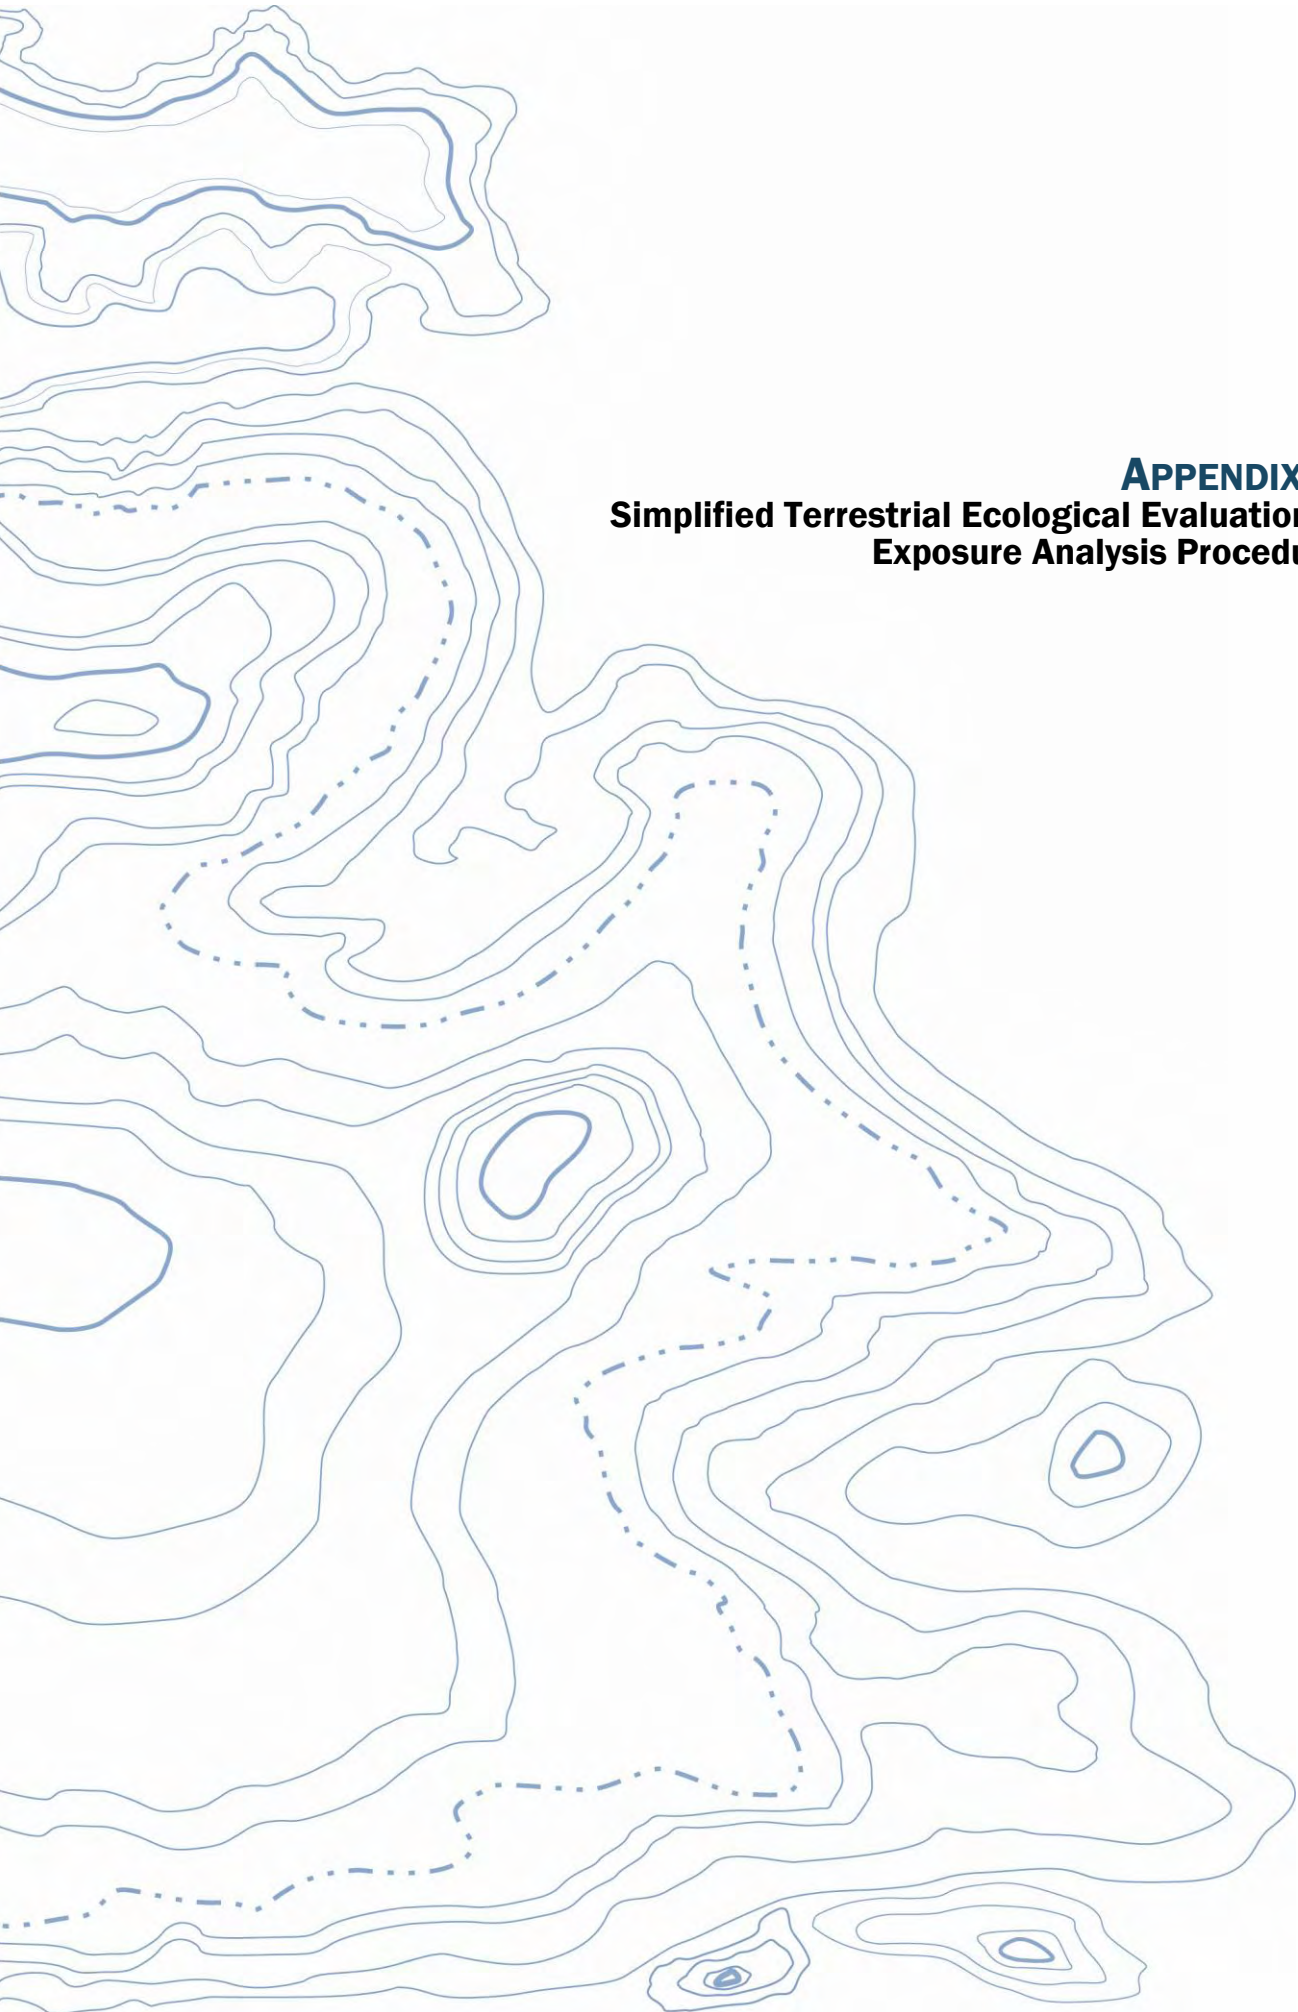 APPENDIX
Simplified Terrestrial Ecological Evaluation
Exposure Analysis Procedu